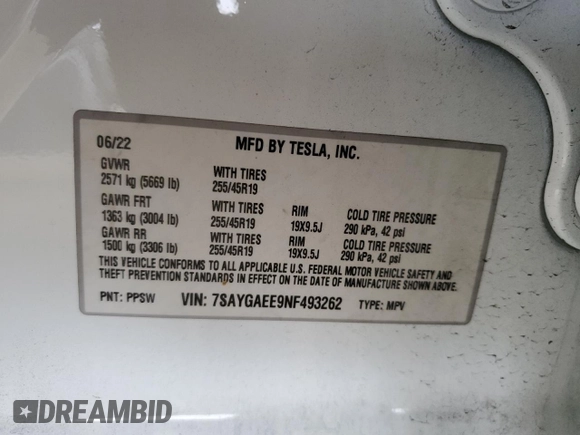 06/22 MFD BY TESLA, INC.
GVWR WITH TIRES
2571 kg (5669 lb) 255/45R19
GAWR FRT WITH TIRES RIM COLD TIRE PRESSURE
1363 kg (3004 lb) 255/45R19 19X9.5J 290 kPa, 42 psi
GAWR RR WITH TIRES RIM COLD TIRE PRESSURE
1500 kg (3306 lb) 255/45R19 19X9.5J 290 kPa, 42 psi
THIS VEHICLE CONFORMS TO ALL APPLICABLE U.S. FEDERAL MOTOR VEHICLE SAFETY AND
THEFT PREVENTION STANDARDS IN EFFECT ON THE DATE OF MANUFACTURE SHOWN ABOVE.
PNT: PPSW VIN: 7SAYGAEE9NF493262 TYPE: MPV
DREAMBID